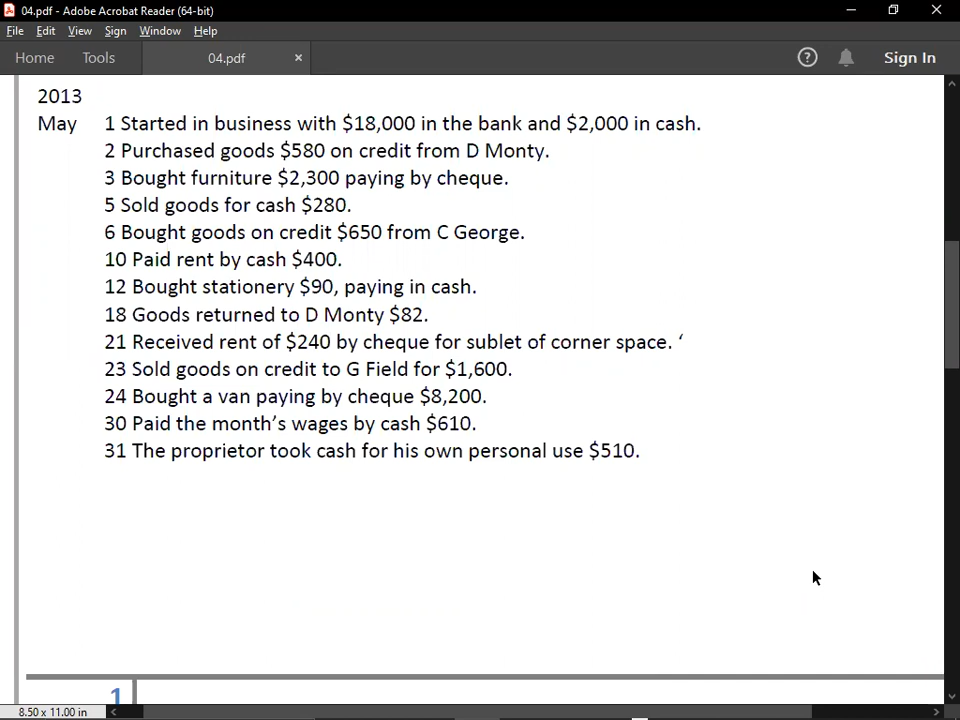 04.pdf - Adobe Acrobat Reader (64-bit)
File Edit View Sign Window Help
Home Tools 04.pdf × ? Sign In
2013
May 1 Started in business with $18,000 in the bank and $2,000 in cash.
2 Purchased goods $580 on credit from D Monty.
3 Bought furniture $2,300 paying by cheque.
5 Sold goods for cash $280.
6 Bought goods on credit $650 from C George.
10 Paid rent by cash $400.
12 Bought stationery $90, paying in cash.
18 Goods returned to D Monty $82.
21 Received rent of $240 by cheque for sublet of corner space. ‘
23 Sold goods on credit to G Field for $1,600.
24 Bought a van paying by cheque $8,200.
30 Paid the month’s wages by cash $610.
31 The proprietor took cash for his own personal use $510.
1
8.50 x 11.00 in